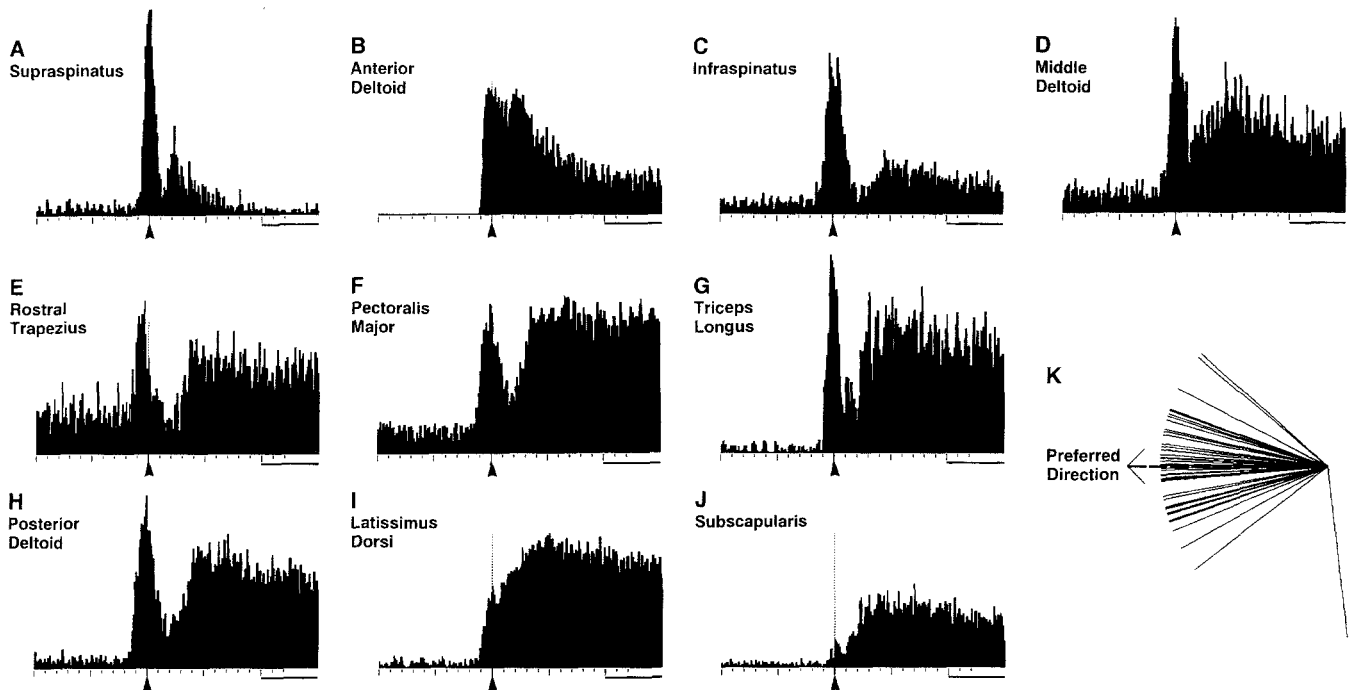 A
Supraspinatus
B
Anterior
Deltoid
C
Infraspinatus
D
Middle
Deltoid
E
Rostral
Trapezius
F
Pectoralis
Major
G
Triceps
Longus
H
Posterior
Deltoid
I
Latissimus
Dorsi
J
Subscapularis
K
Preferred
Direction